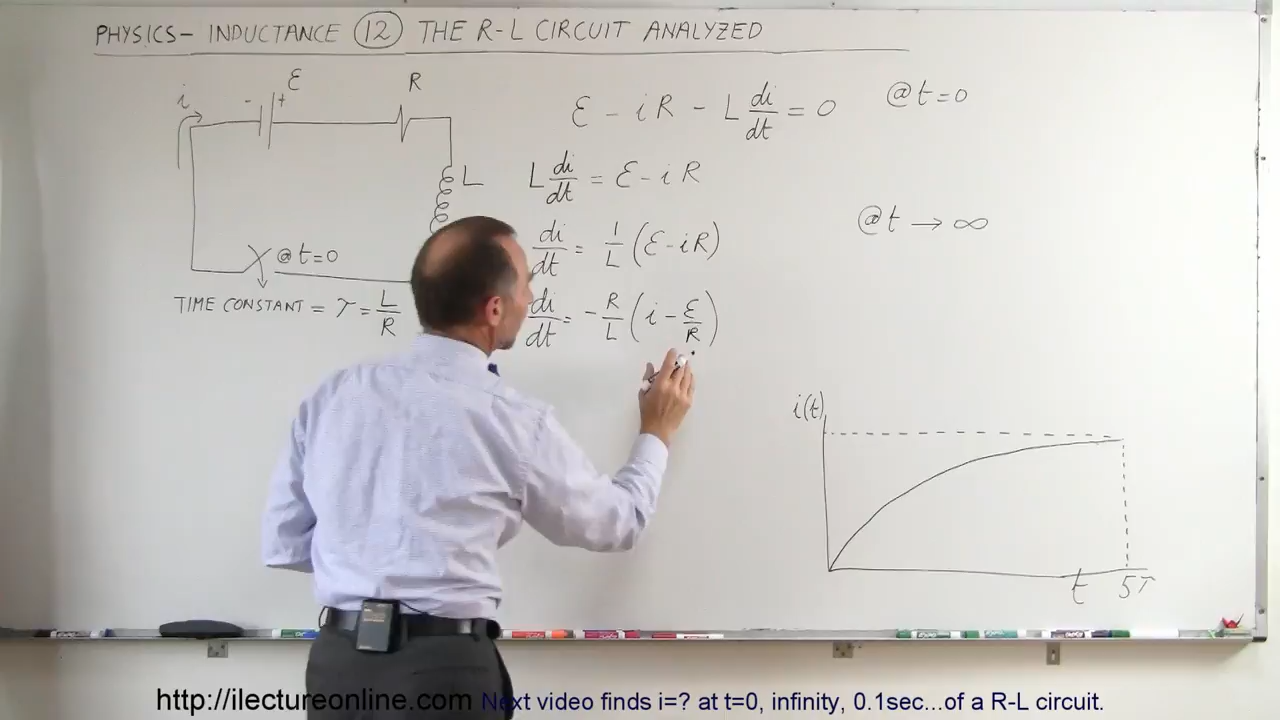 PHYSICS- INDUCTANCE 12 THE R-L CIRCUIT ANALYZED
i
- + ℰ
R
L
@ t=0
TIME CONSTANT = τ = L/R
ℰ - iR - L di/dt = 0
L di/dt = ℰ - iR
di/dt = 1/L (ℰ - iR)
di/dt = - R/L (i - ℰ/R)
@ t=0
@ t → ∞
i(t)
t 5τ
http://ilectureonline.com Next video finds i=? at t=0, infinity, 0.1sec...of a R-L circuit.